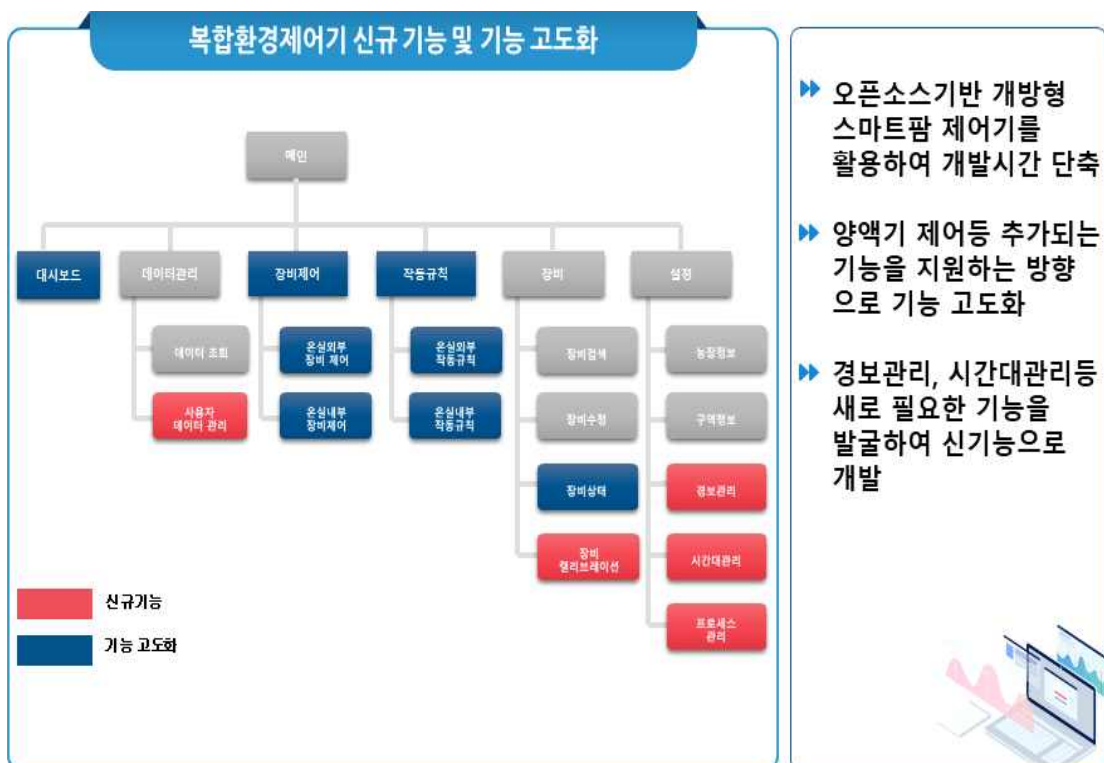 복합환경제어기 신규 기능 및 기능 고도화
메인
대시보드
데이터관리
장비제어
작동규칙
장비
설정
데이터 조회
사용자
데이터 관리
온실외부
장비 제어
온실내부
장비제어
온실외부
작동규칙
온실내부
작동규칙
장비검색
장비수정
장비상태
장비
캘리브레이션
농장정보
구역정보
경보관리
시간대관리
프로세스
관리
신규기능
기능 고도화
오픈소스기반 개방형
스마트팜 제어기를
활용하여 개발시간 단축
양액기 제어등 추가되는
기능을 지원하는 방향
으로 기능 고도화
경보관리, 시간대관리등
새로 필요한 기능을
발굴하여 신기능으로
개발